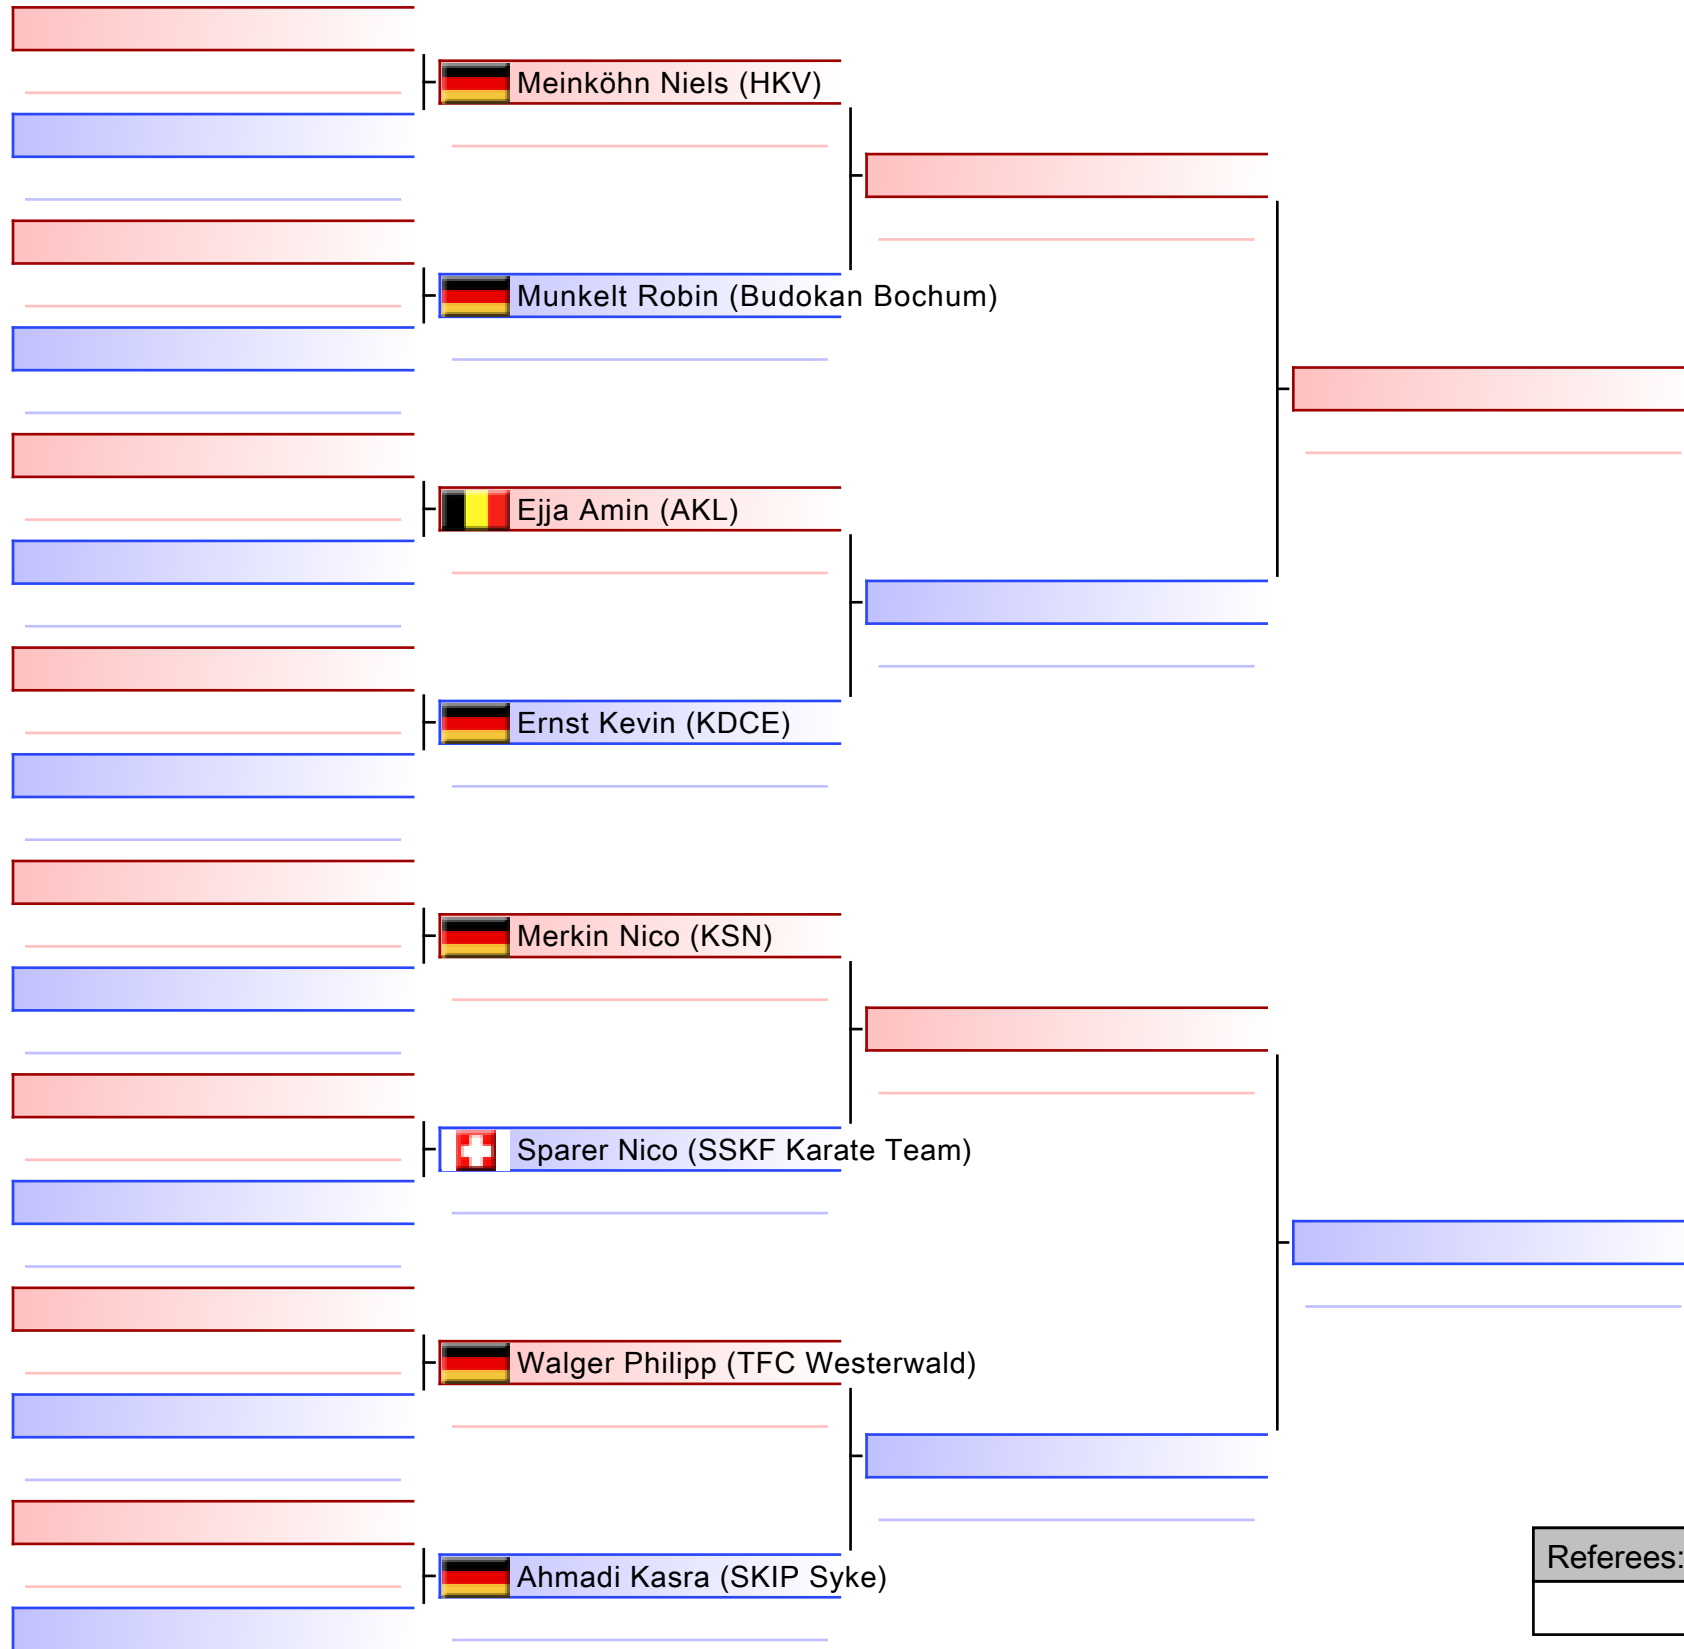 Meinköhn Niels (HKV)
Munkelt Robin (Budokan Bochum)
Ejja Amin (AKL)
Ernst Kevin (KDCE)
Merkin Nico (KSN)
Sparer Nico (SSKF Karate Team)
Walger Philipp (TFC Westerwald)
Ahmadi Kasra (SKIP Syke)
Referees: